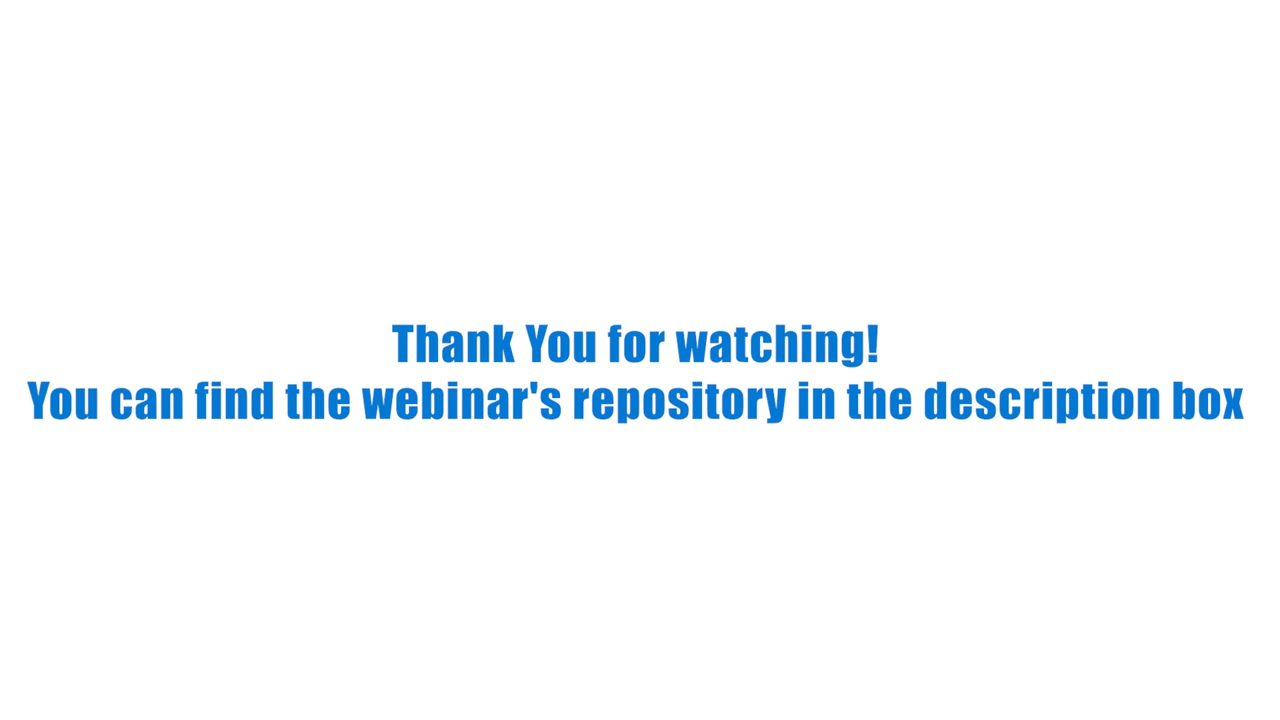 Thank You for watching!
You can find the webinar's repository in the description box